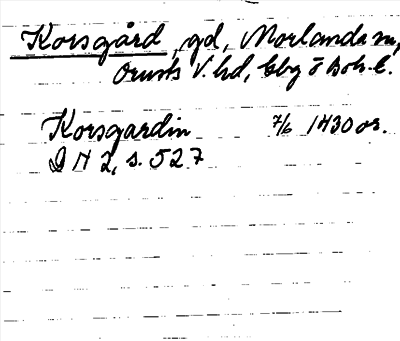 Korsgård, gd, Morlanda sn,
Orusts V. hd, Gbg o Boh. l.
Korsgardin 7/6 1430 or.
D N 2, s. 527